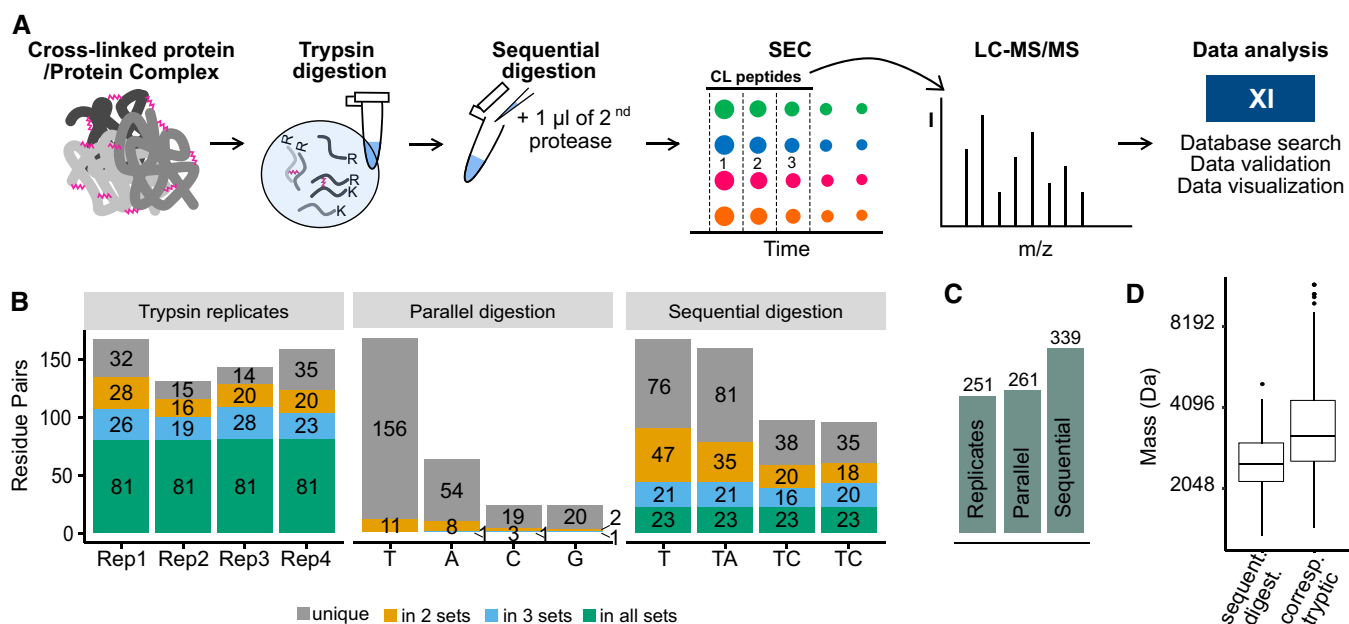 A
Cross-linked protein
/Protein Complex
Trypsin
digestion
R
R
R
R
K
K
Sequential
digestion
+ 1 µl of 2nd
protease
SEC
CL peptides
1 2 3
Time
LC-MS/MS
I
m/z
Data analysis
XI
Database search
Data validation
Data visualization
B
Residue Pairs
150
100
50
0
Trypsin replicates
32 15 14 35
28 16 20 20
26 19 28 23
81 81 81 81
Rep1 Rep2 Rep3 Rep4
Parallel digestion
156 54 19 20 2
11 8 1 3 1 1
T A C G
Sequential digestion
76 81 38 35
47 35 20 18
21 21 16 20
23 23 23 23
T TA TC TC
unique in 2 sets in 3 sets in all sets
C
251 261 339
Replicates
Parallel
Sequential
D
Mass (Da)
8192
4096
2048
sequent.
digest.
corresp.
tryptic